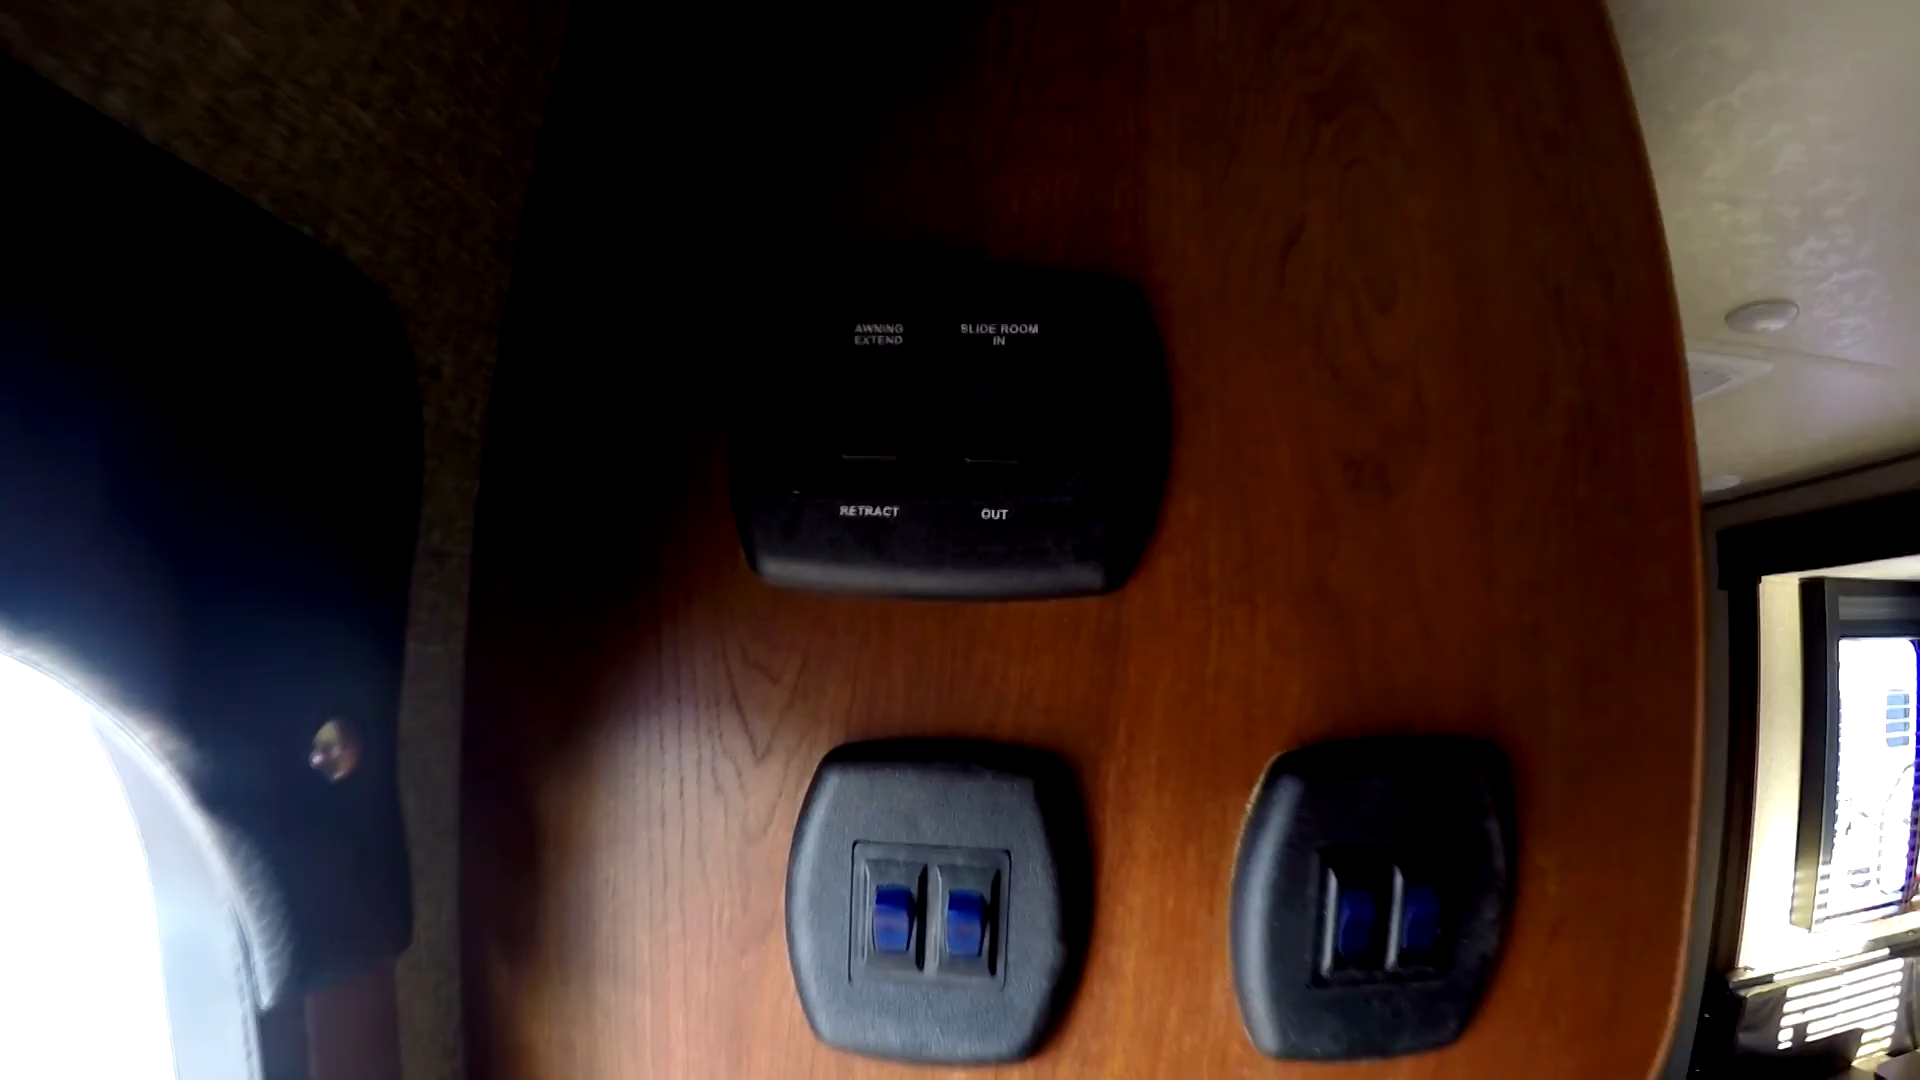 AWNING
EXTEND
SLIDE ROOM
IN
RETRACT
OUT